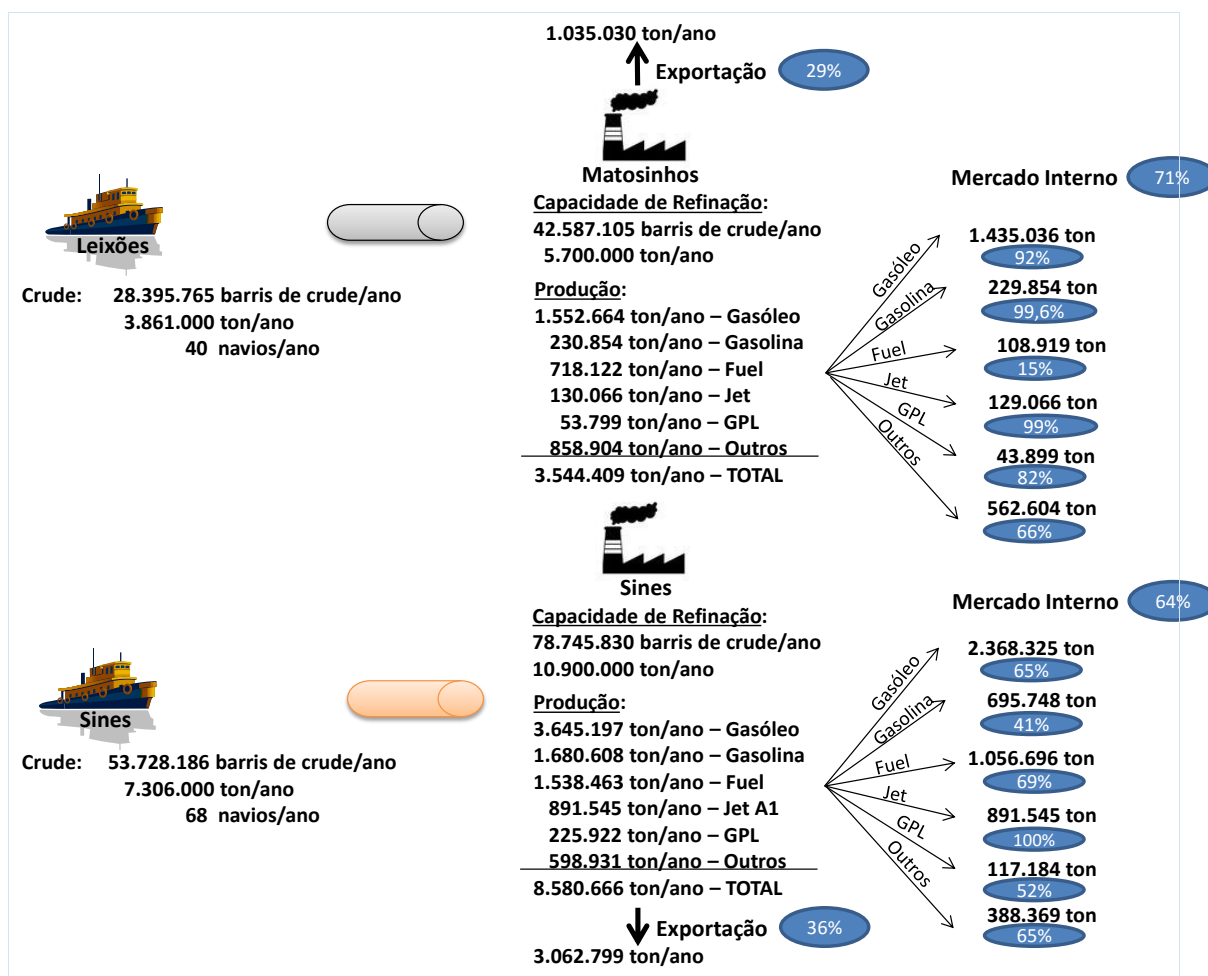 1.035.030 ton/ano
Exportação 29%
Matosinhos
Capacidade de Refinação:
42.587.105 barris de crude/ano
5.700.000 ton/ano
Produção:
1.552.664 ton/ano – Gasóleo
230.854 ton/ano – Gasolina
718.122 ton/ano – Fuel
130.066 ton/ano – Jet
53.799 ton/ano – GPL
858.904 ton/ano – Outros
3.544.409 ton/ano – TOTAL
Leixões
Crude: 28.395.765 barris de crude/ano
3.861.000 ton/ano
40 navios/ano
Mercado Interno 71%
Gasóleo
1.435.036 ton
92%
Gasolina
229.854 ton
99,6%
Fuel
108.919 ton
15%
Jet
129.066 ton
99%
GPL
43.899 ton
82%
Outros
562.604 ton
66%
Sines
Capacidade de Refinação:
78.745.830 barris de crude/ano
10.900.000 ton/ano
Produção:
3.645.197 ton/ano – Gasóleo
1.680.608 ton/ano – Gasolina
1.538.463 ton/ano – Fuel
891.545 ton/ano – Jet A1
225.922 ton/ano – GPL
598.931 ton/ano – Outros
8.580.666 ton/ano – TOTAL
Exportação 36%
3.062.799 ton/ano
Sines
Crude: 53.728.186 barris de crude/ano
7.306.000 ton/ano
68 navios/ano
Mercado Interno 64%
Gasóleo
2.368.325 ton
65%
Gasolina
695.748 ton
41%
Fuel
1.056.696 ton
69%
Jet
891.545 ton
100%
GPL
117.184 ton
52%
Outros
388.369 ton
65%